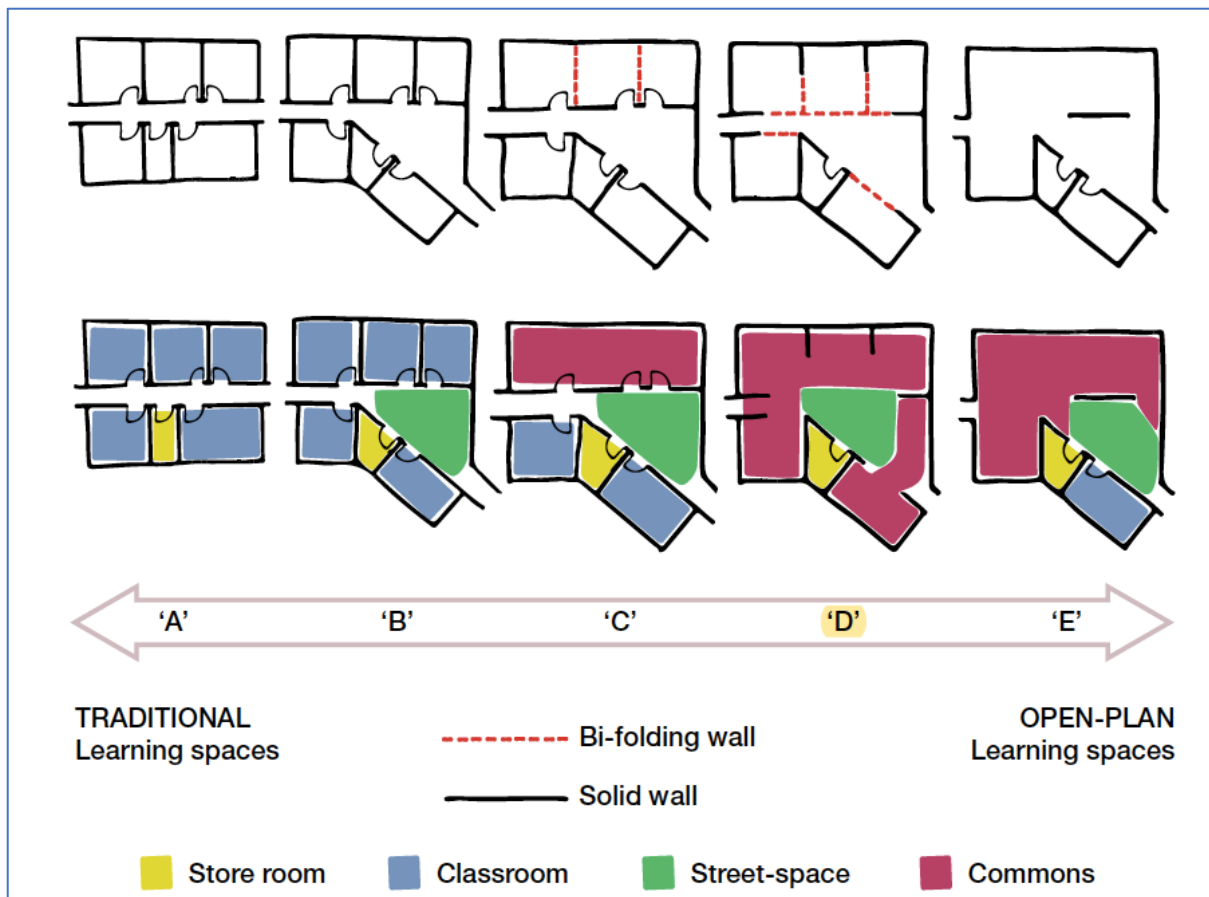 ‘A’ ‘B’ ‘C’ ‘D’ ‘E’
TRADITIONAL
Learning spaces
Bi-folding wall
Solid wall
OPEN-PLAN
Learning spaces
Store room Classroom Street-space Commons